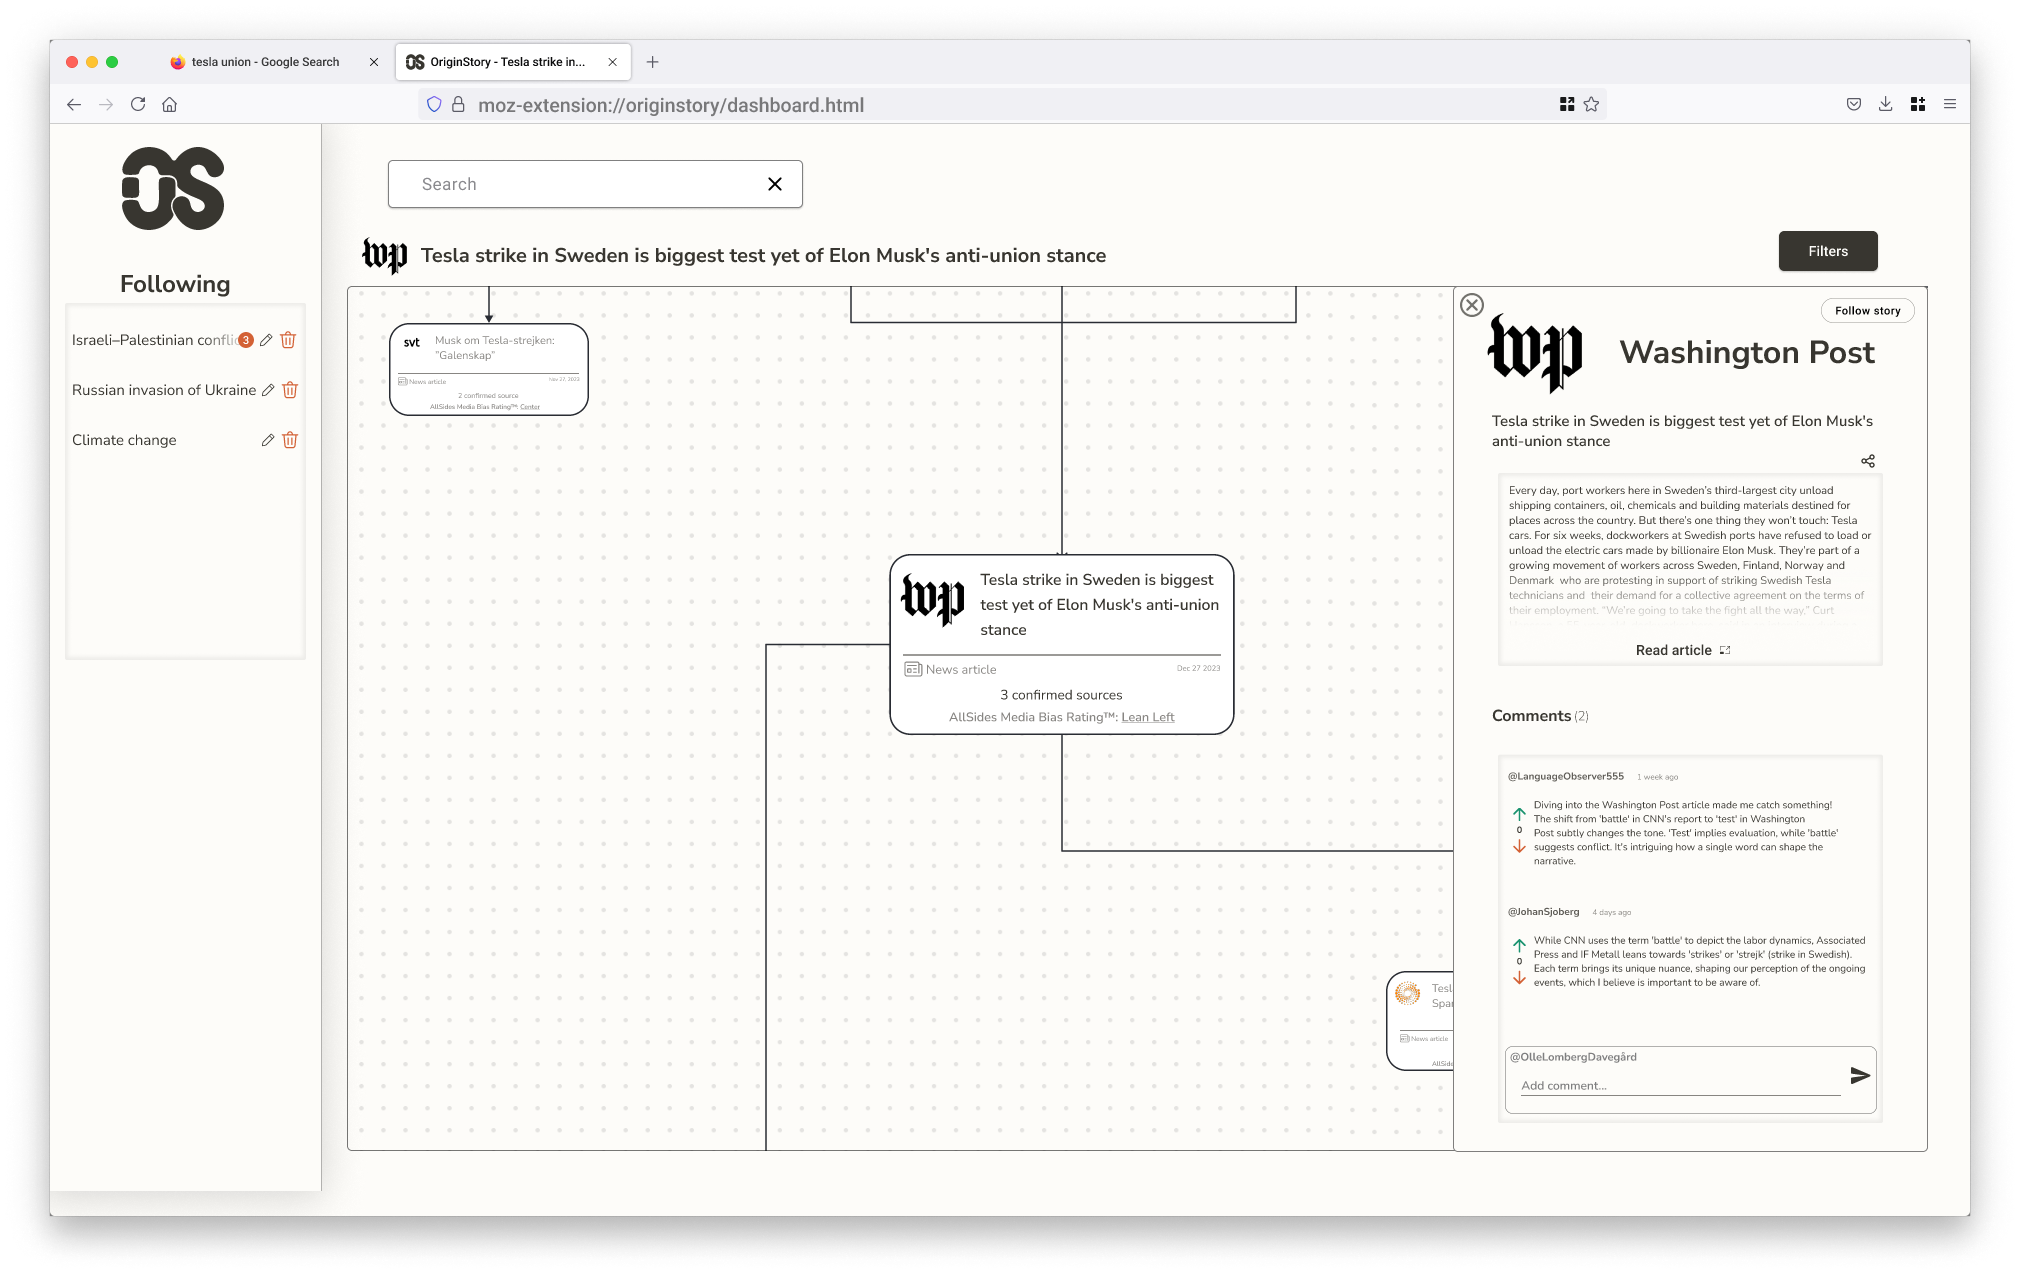 tesla union - Google Search
OS OriginStory - Tesla strike in...
moz-extension://originstory/dashboard.html
OS
Following
Israeli–Palestinian conflic 3
Russian invasion of Ukraine
Climate change
Search
wp Tesla strike in Sweden is biggest test yet of Elon Musk's anti-union stance
Filters
svt
Musk om Tesla-strejken:
"Galenskap"
News article
Nov 27, 2023
2 confirmed source
AllSides Media Bias Rating™: Center
wp
Tesla strike in Sweden is biggest
test yet of Elon Musk's anti-union
stance
News article
Dec 27 2023
3 confirmed sources
AllSides Media Bias Rating™: Lean Left
Tesl
Spar
News article
AllSide
Follow story
wp
Washington Post
Tesla strike in Sweden is biggest test yet of Elon Musk's
anti-union stance
Every day, port workers here in Sweden's third-largest city unload
shipping containers, oil, chemicals and building materials destined for
places across the country. But there's one thing they won't touch: Tesla
cars. For six weeks, dockworkers at Swedish ports have refused to load or
unload the electric cars made by billionaire Elon Musk. They're part of a
growing movement of workers across Sweden, Finland, Norway and
Denmark who are protesting in support of striking Swedish Tesla
technicians and their demand for a collective agreement on the terms of
their employment. "We're going to take the fight all the way," Curt
Read article
Comments (2)
@LanguageObserver555 1 week ago
Diving into the Washington Post article made me catch something!
The shift from 'battle' in CNN's report to 'test' in Washington
Post subtly changes the tone. 'Test' implies evaluation, while 'battle'
suggests conflict. It's intriguing how a single word can shape the
narrative.
0
@JohanSjoberg 4 days ago
While CNN uses the term 'battle' to depict the labor dynamics, Associated
Press and IF Metall leans towards 'strikes' or 'strejk' (strike in Swedish).
Each term brings its unique nuance, shaping our perception of the ongoing
events, which I believe is important to be aware of.
0
@OlleLombergDavegård
Add comment...